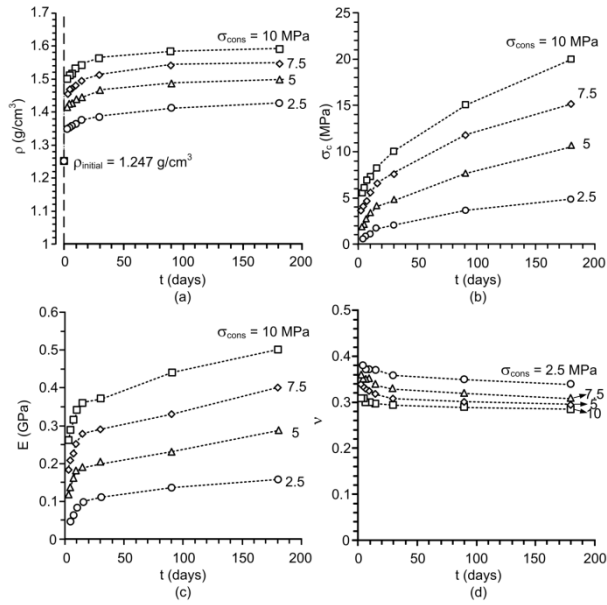 1.7
1.6
1.5
1.4
1.3
1.2
1.1
1
ρ (g/cm³)
σcons = 10 MPa
7.5
5
2.5
ρinitial = 1.247 g/cm³
0 50 100 150 200
t (days)
(a)
25
20
15
10
5
0
σc (MPa)
σcons = 10 MPa
7.5
5
2.5
0 50 100 150 200
t (days)
(b)
0.6
0.5
0.4
0.3
0.2
0.1
0
E (GPa)
σcons = 10 MPa
7.5
5
2.5
0 50 100 150 200
t (days)
(c)
0.5
0.4
0.3
0.2
0.1
0
ν
σcons = 2.5 MPa
7.5
5
10
0 50 100 150 200
t (days)
(d)